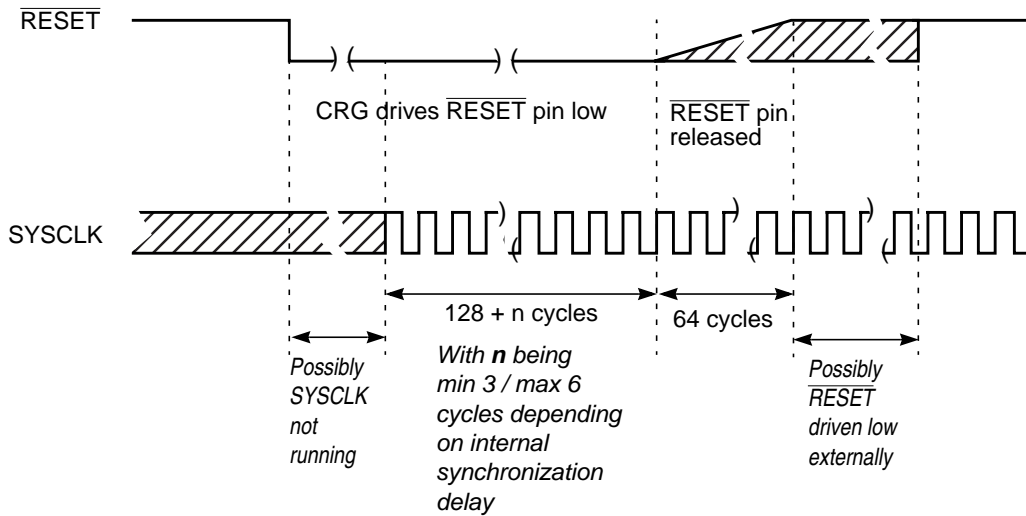 RESET
CRG drives RESET pin low
RESET pin
released
SYSCLK
128 + n cycles
64 cycles
Possibly
SYSCLK
not
running
With n being
min 3 / max 6
cycles depending
on internal
synchronization
delay
Possibly
RESET
driven low
externally